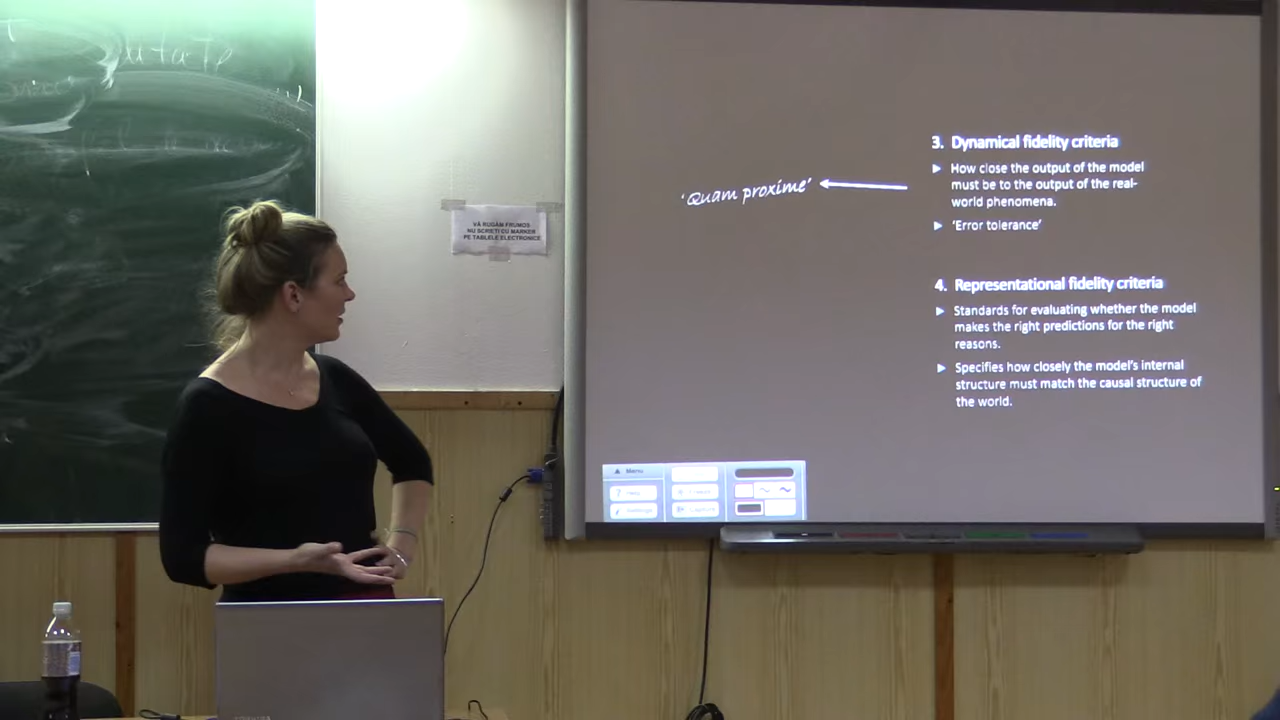 VĂ RUGĂM FRUMOS
NU SCRIEȚI CU MARKER
PE TABLELE ELECTRONICE
'Quam proxime'
3. Dynamical fidelity criteria
How close the output of the model
must be to the output of the real-
world phenomena.
'Error tolerance'
4. Representational fidelity criteria
Standards for evaluating whether the model
makes the right predictions for the right
reasons.
Specifies how closely the model's internal
structure must match the causal structure of
the world.
Menu
Help
Settings
Capture